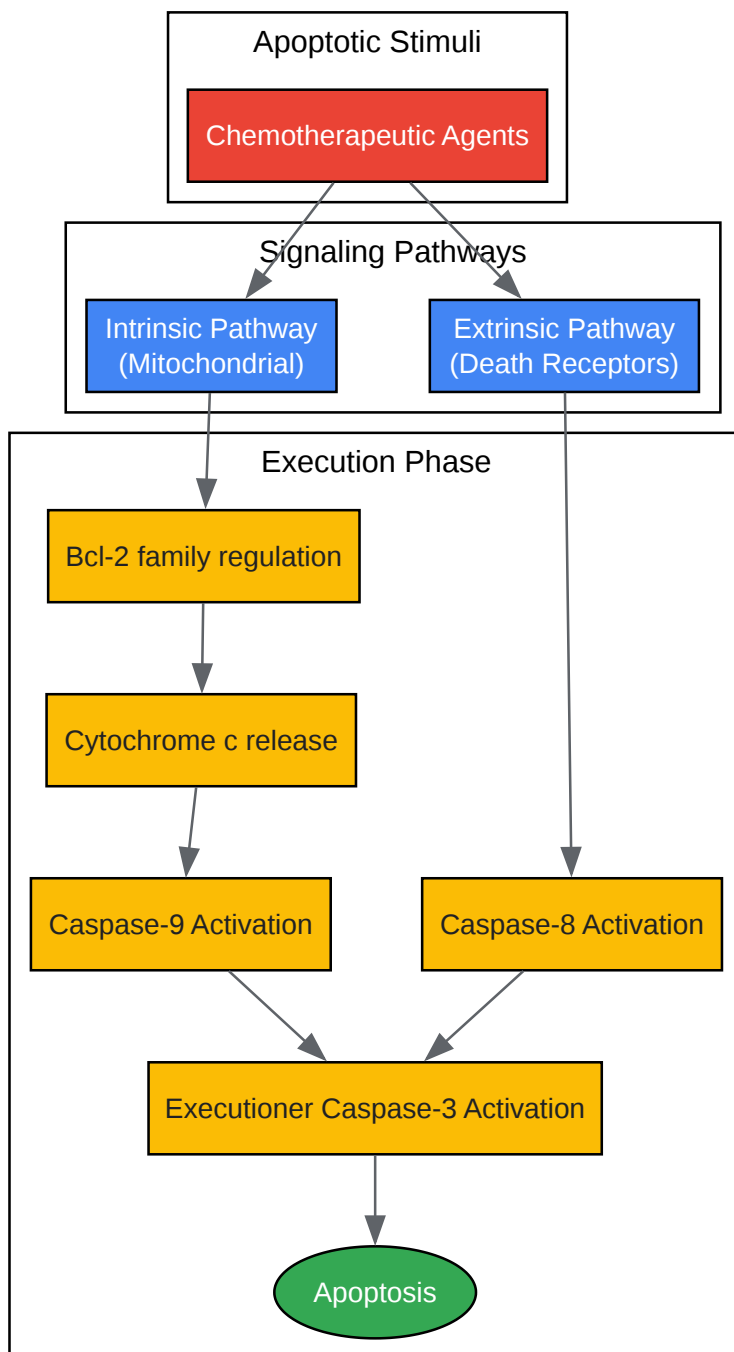 Apoptotic Stimuli
Chemotherapeutic Agents
Signaling Pathways
Intrinsic Pathway
(Mitochondrial)
Extrinsic Pathway
(Death Receptors)
Execution Phase
Bcl-2 family regulation
Cytochrome c release
Caspase-9 Activation
Caspase-8 Activation
Executioner Caspase-3 Activation
Apoptosis